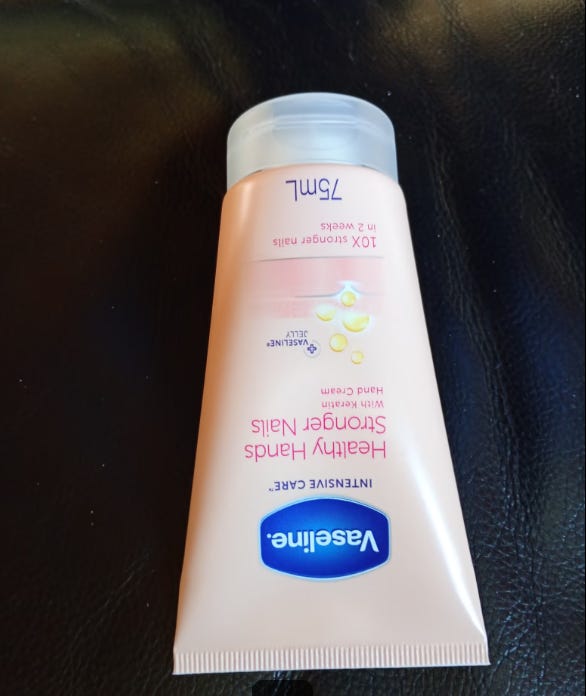 Vaseline.
INTENSIVE CARE™
Healthy Hands
Stronger Nails
With Keratin
Hand Cream
VASELINE®
JELLY
10X stronger nails
in 2 weeks
75mL